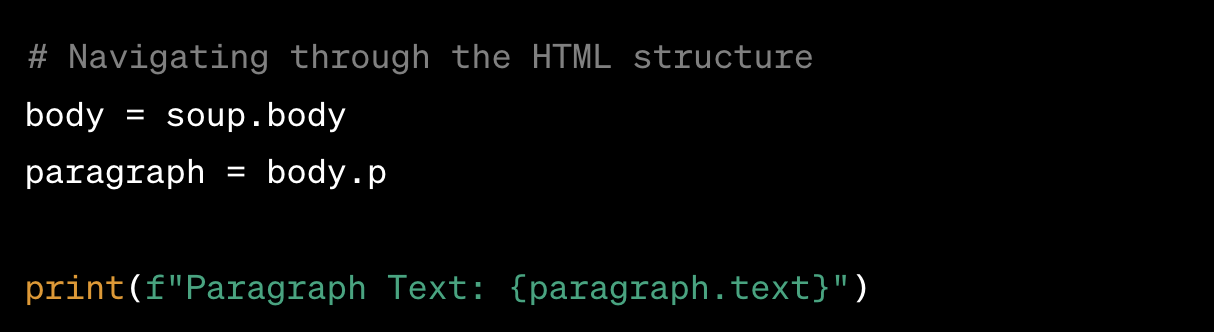 # Navigating through the HTML structure
body = soup.body
paragraph = body.p
print(f"Paragraph Text: {paragraph.text}")